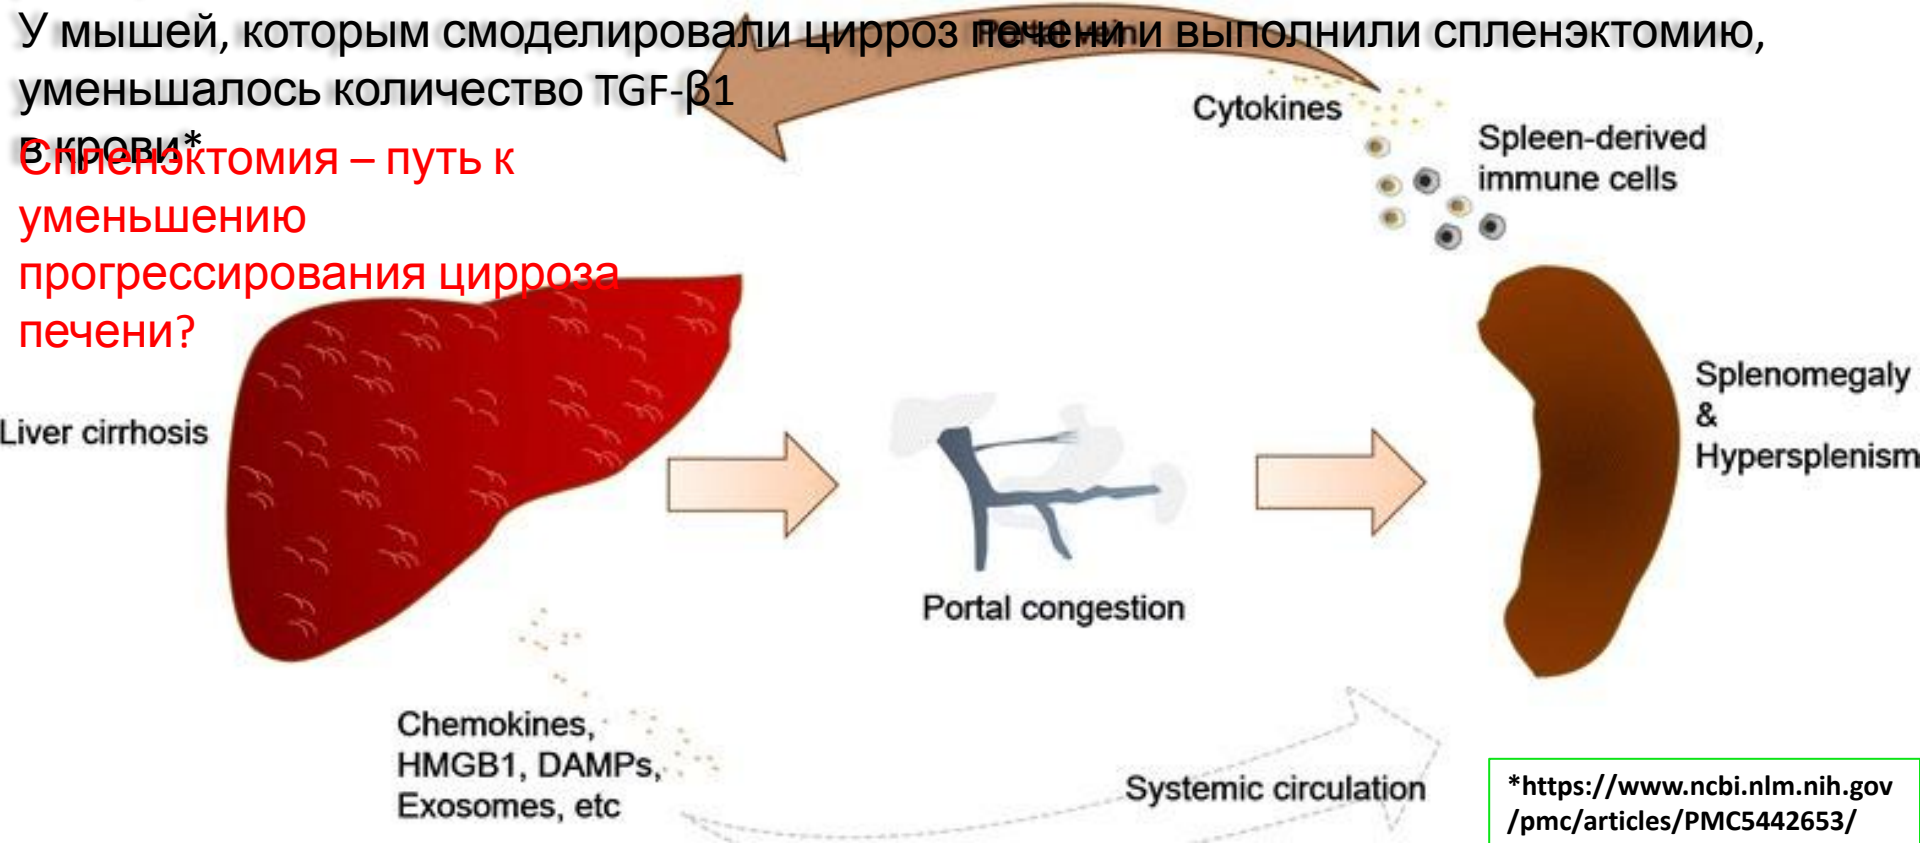 У мышей, которым смоделировали цирроз печени и выполнили спленэктомию,
уменьшалось количество TGF-β1
в крови*
Спленэктомия – путь к
уменьшению
прогрессирования цирроза
печени?
Portal vein
Cytokines
Spleen-derived
immune cells
Liver cirrhosis
Splenomegaly
&
Hypersplenism
Portal congestion
Chemokines,
HMGB1, DAMPs,
Exosomes, etc
Systemic circulation
*https://www.ncbi.nlm.nih.gov
/pmc/articles/PMC5442653/